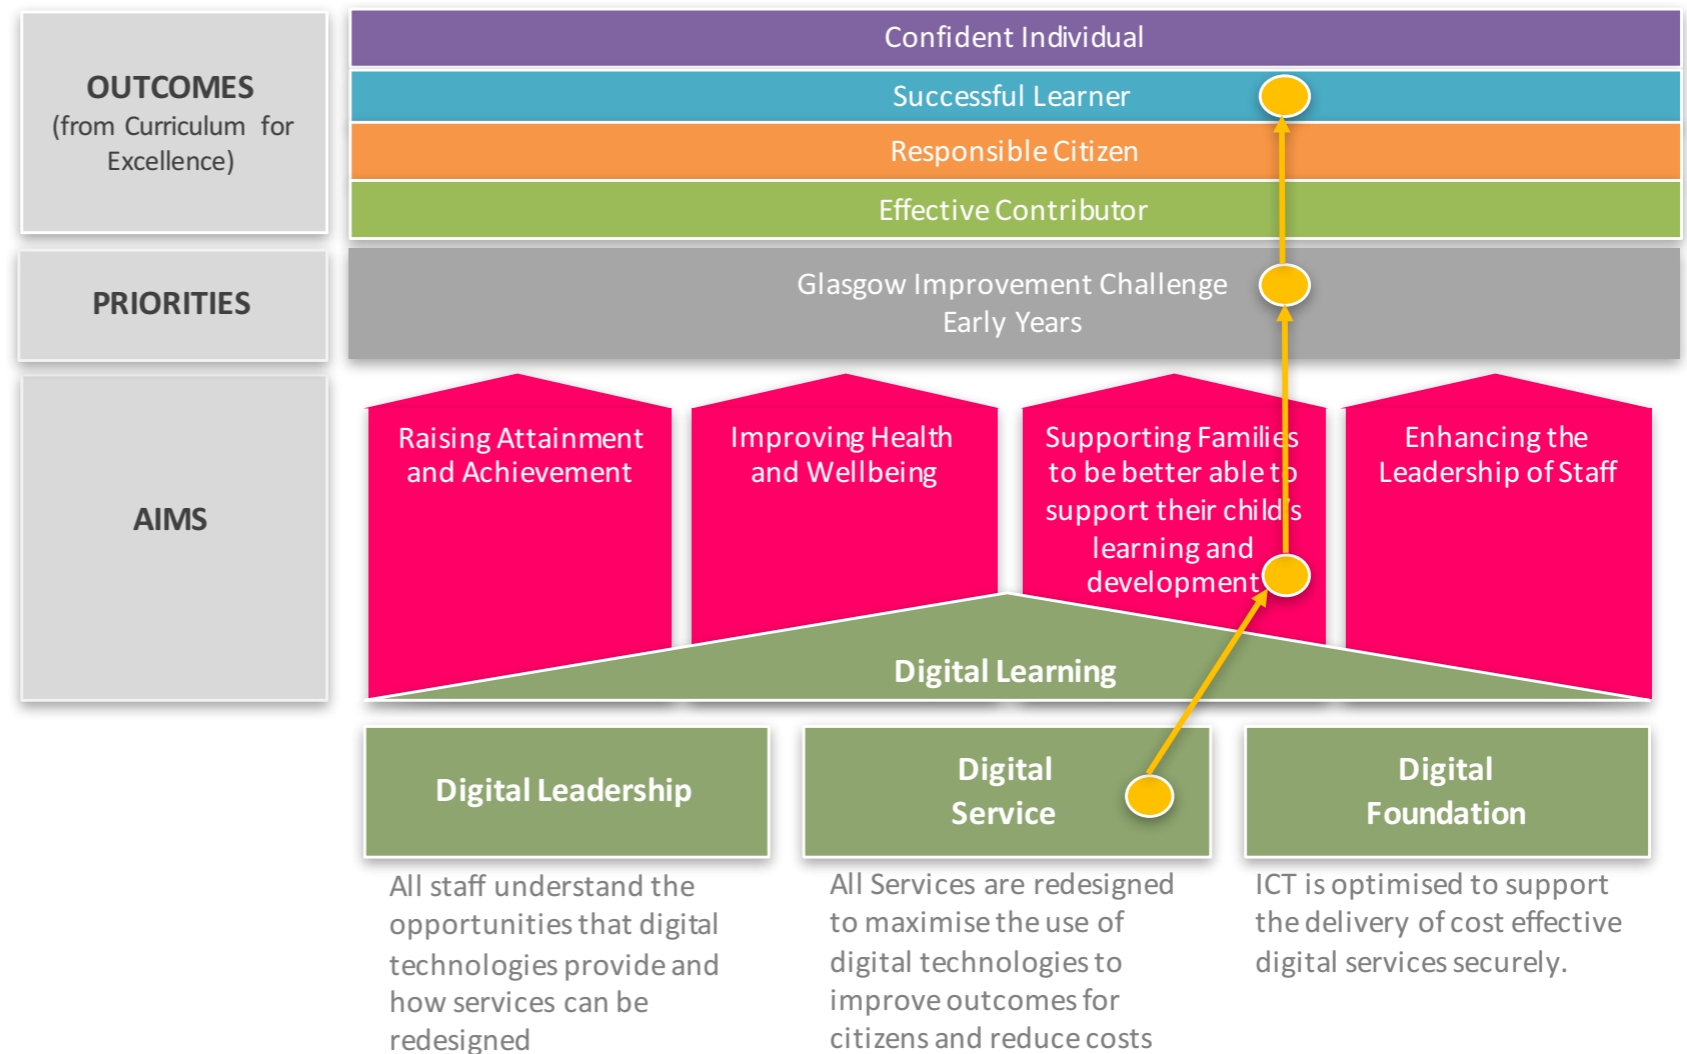 OUTCOMES
(from Curriculum for
Excellence)
Confident Individual
Successful Learner
Responsible Citizen
Effective Contributor
PRIORITIES
Glasgow Improvement Challenge
Early Years
AIMS
Raising Attainment
and Achievement
Improving Health
and Wellbeing
Supporting Families
to be better able to
support their child's
learning and
development
Enhancing the
Leadership of Staff
Digital Learning
Digital Leadership
Digital
Service
Digital
Foundation
All staff understand the
opportunities that digital
technologies provide and
how services can be
redesigned
All Services are redesigned
to maximise the use of
digital technologies to
improve outcomes for
citizens and reduce costs
ICT is optimised to support
the delivery of cost effective
digital services securely.